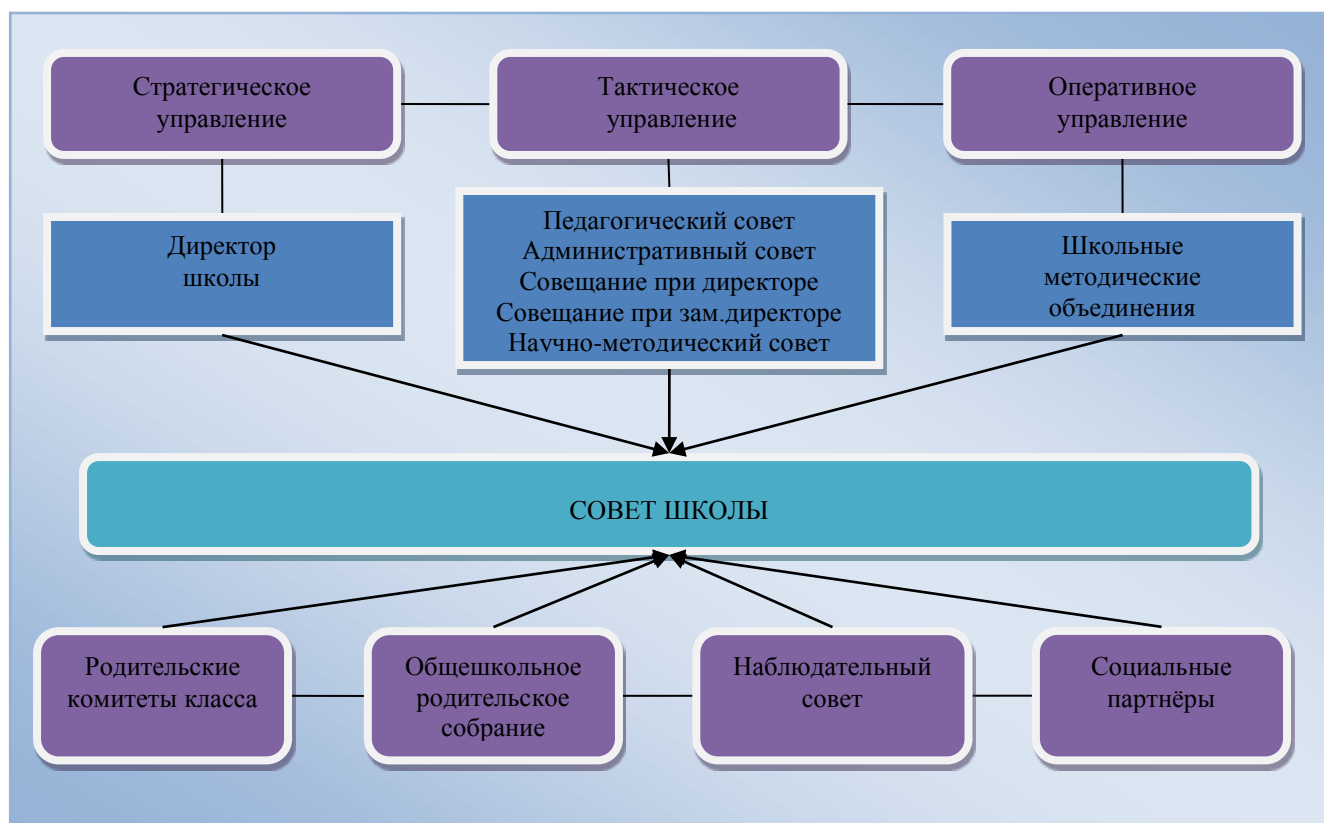 Стратегическое
управление
Тактическое
управление
Оперативное
управление
Директор
школы
Педагогический совет
Административный совет
Совещание при директоре
Совещание при зам.директоре
Научно-методический совет
Школьные
методические
объединения
СОВЕТ ШКОЛЫ
Родительские
комитеты класса
Общешкольное
родительское
собрание
Наблюдательный
совет
Социальные
партнёры